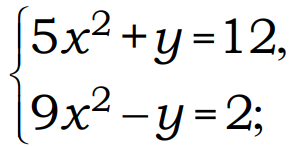 5x² + y = 12,
9x² – y = 2;